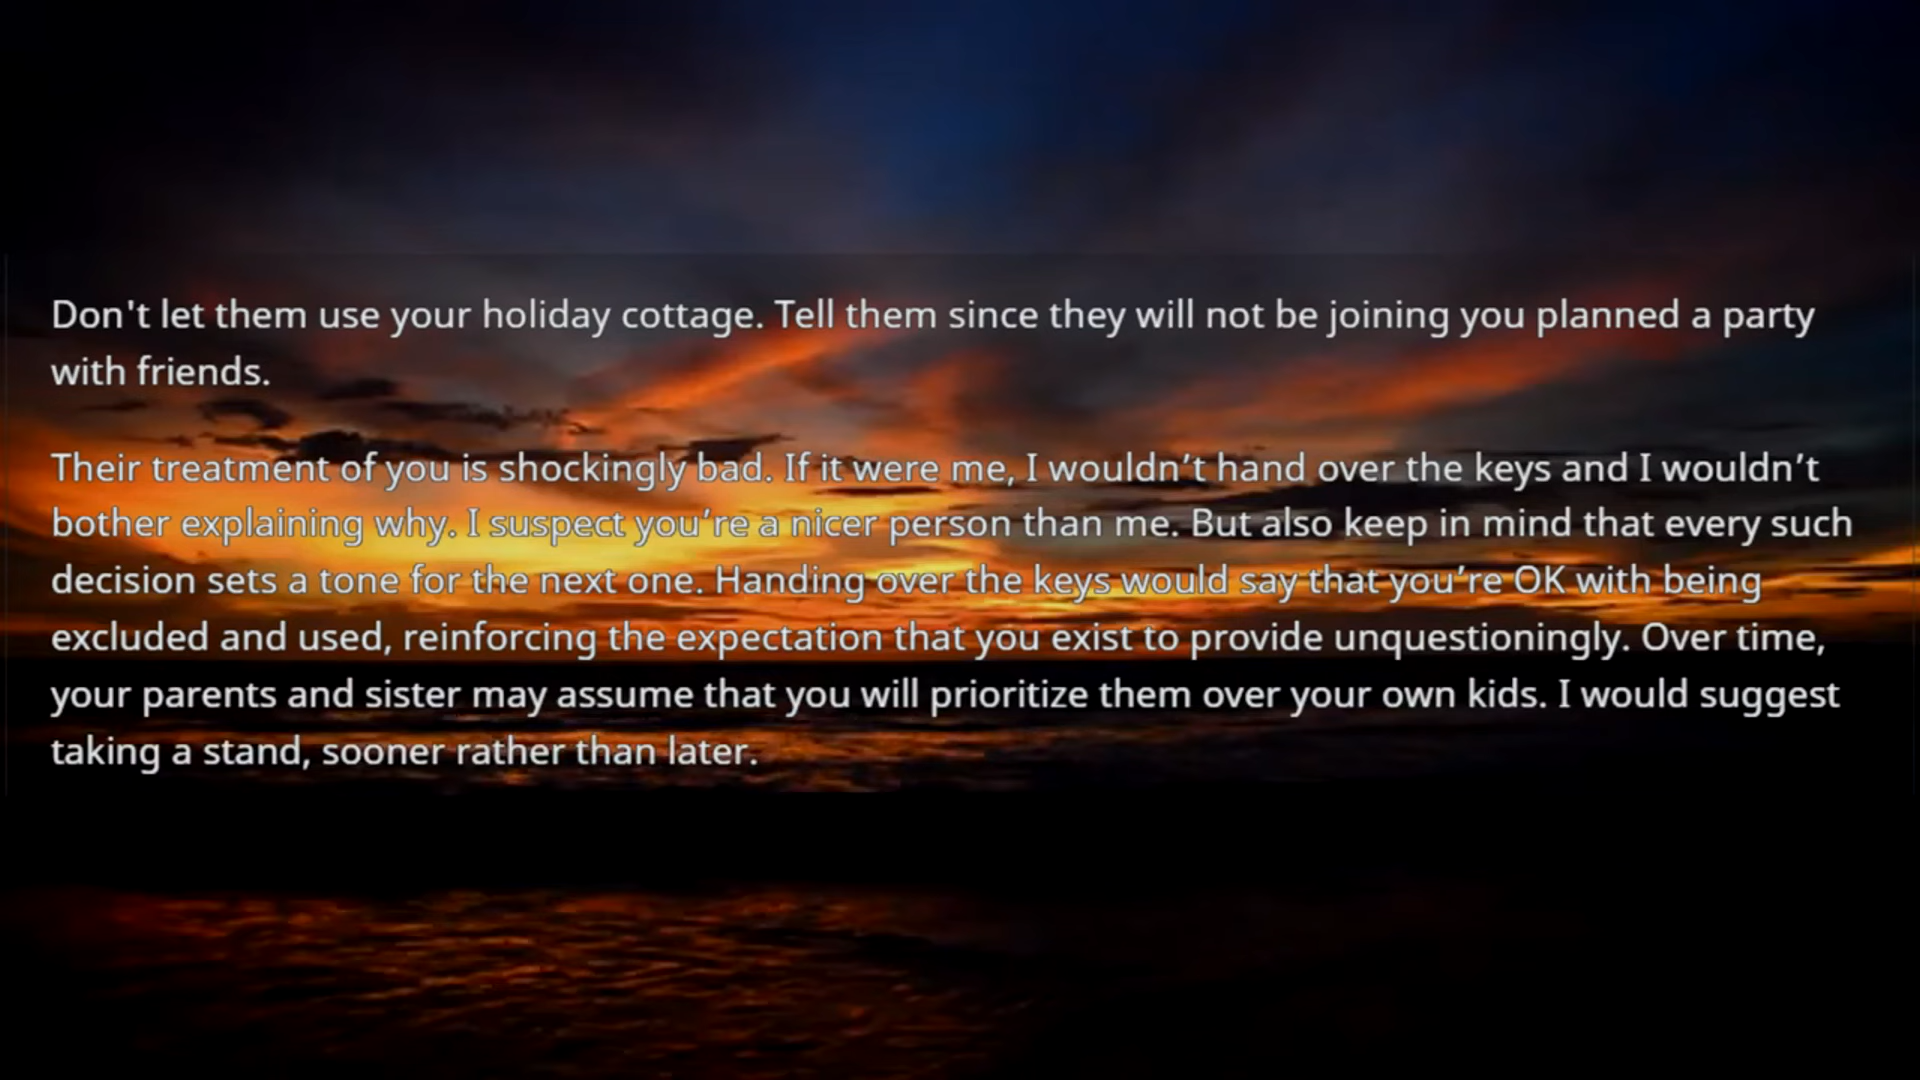 Don't let them use your holiday cottage. Tell them since they will not be joining you planned a party
with friends.
Their treatment of you is shockingly bad. If it were me, I wouldn’t hand over the keys and I wouldn’t
bother explaining why. I suspect you’re a nicer person than me. But also keep in mind that every such
decision sets a tone for the next one. Handing over the keys would say that you’re OK with being
excluded and used, reinforcing the expectation that you exist to provide unquestioningly. Over time,
your parents and sister may assume that you will prioritize them over your own kids. I would suggest
taking a stand, sooner rather than later.